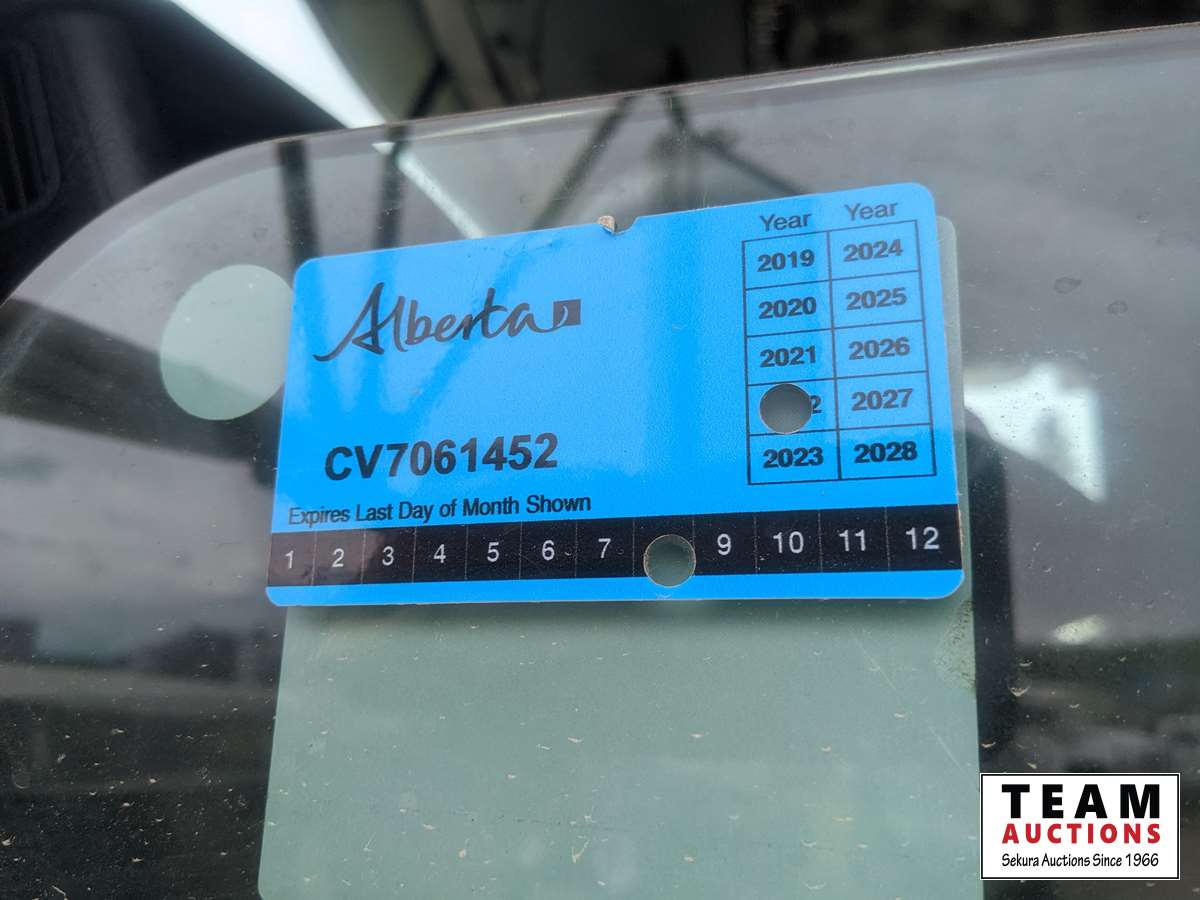 Alberta
CV7061452
Expires Last Day of Month Shown
Year Year
2019 2024
2020 2025
2021 2026
2 2027
2023 2028
1 2 3 4 5 6 7 9 10 11 12
TEAM
AUCTIONS
Sekura Auctions Since 1966